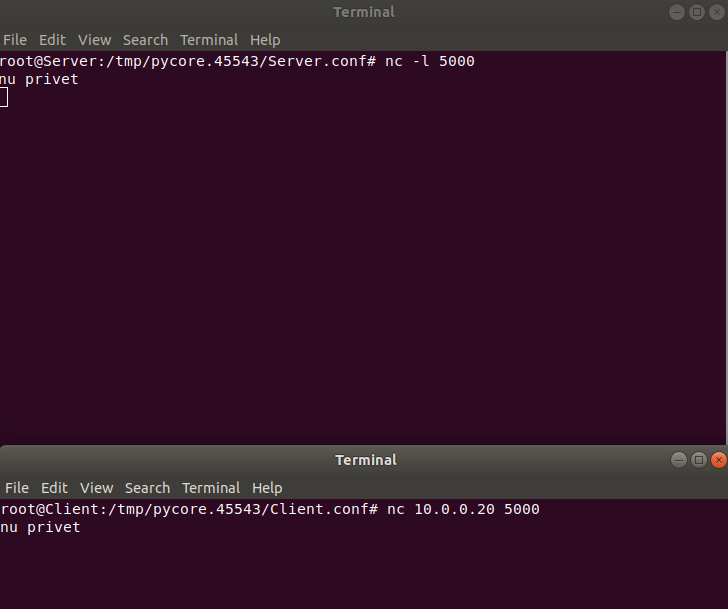 Terminal
File Edit View Search Terminal Help
root@Server:/tmp/pycore.45543/Server.conf# nc -l 5000
nu privet
Terminal
File Edit View Search Terminal Help
root@Client:/tmp/pycore.45543/Client.conf# nc 10.0.0.20 5000
nu privet